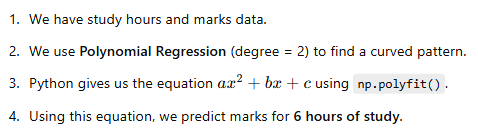 1. We have study hours and marks data.
2. We use Polynomial Regression (degree = 2) to find a curved pattern.
3. Python gives us the equation ax² + bx + c using np.polyfit() .
4. Using this equation, we predict marks for 6 hours of study.